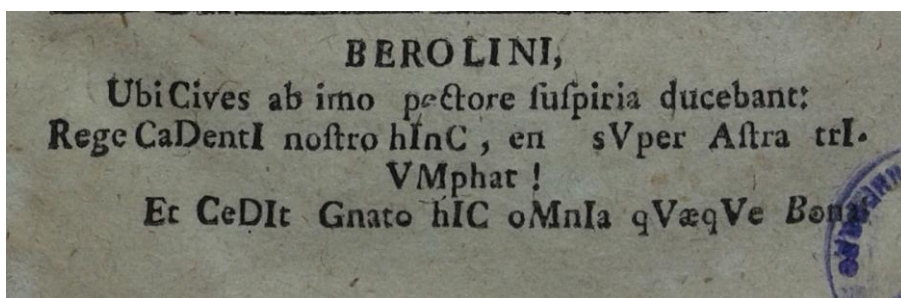 BEROLINI,
Ubi Cives ab imo pectore ſuſpiria ducebant:
Rege CaDentI noſtro hInC, en sVper Aſtra trI-
VMphat!
Et CeDIt Gnato hIC oMnIa qVæqVe Bona